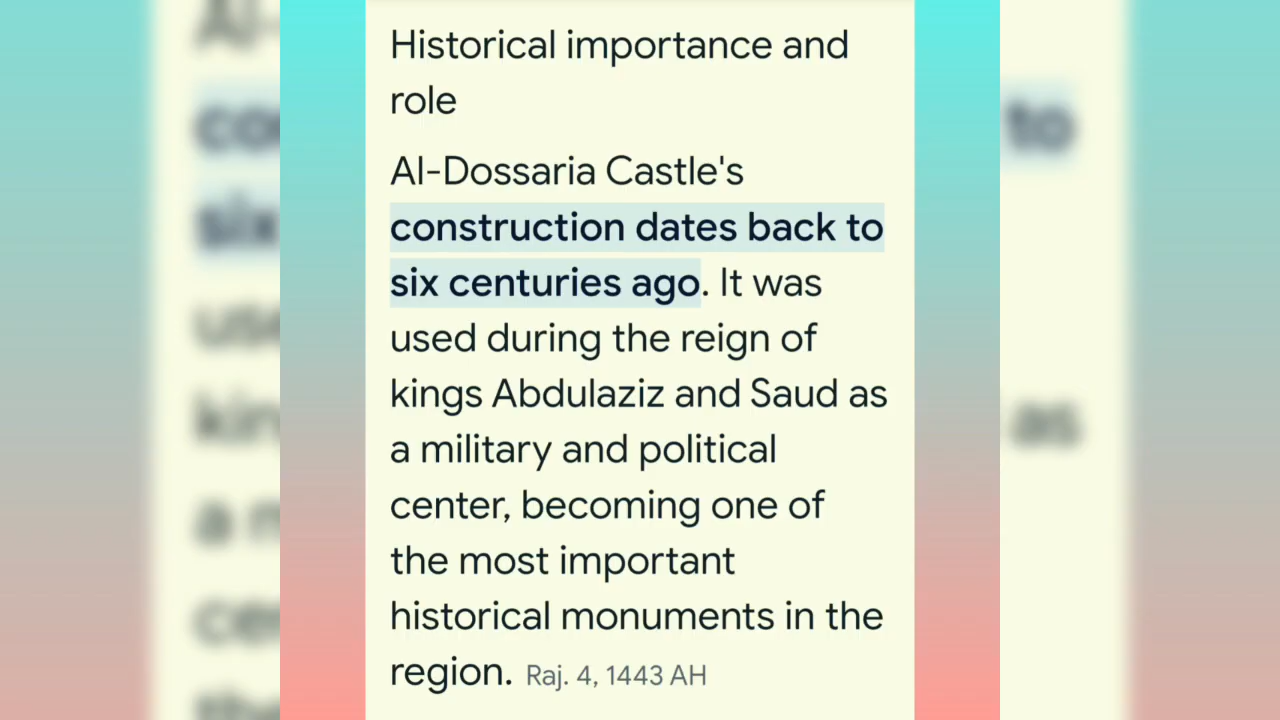 Historical importance and
role
Al-Dossaria Castle's
construction dates back to
six centuries ago. It was
used during the reign of
kings Abdulaziz and Saud as
a military and political
center, becoming one of
the most important
historical monuments in the
region. Raj. 4, 1443 AH